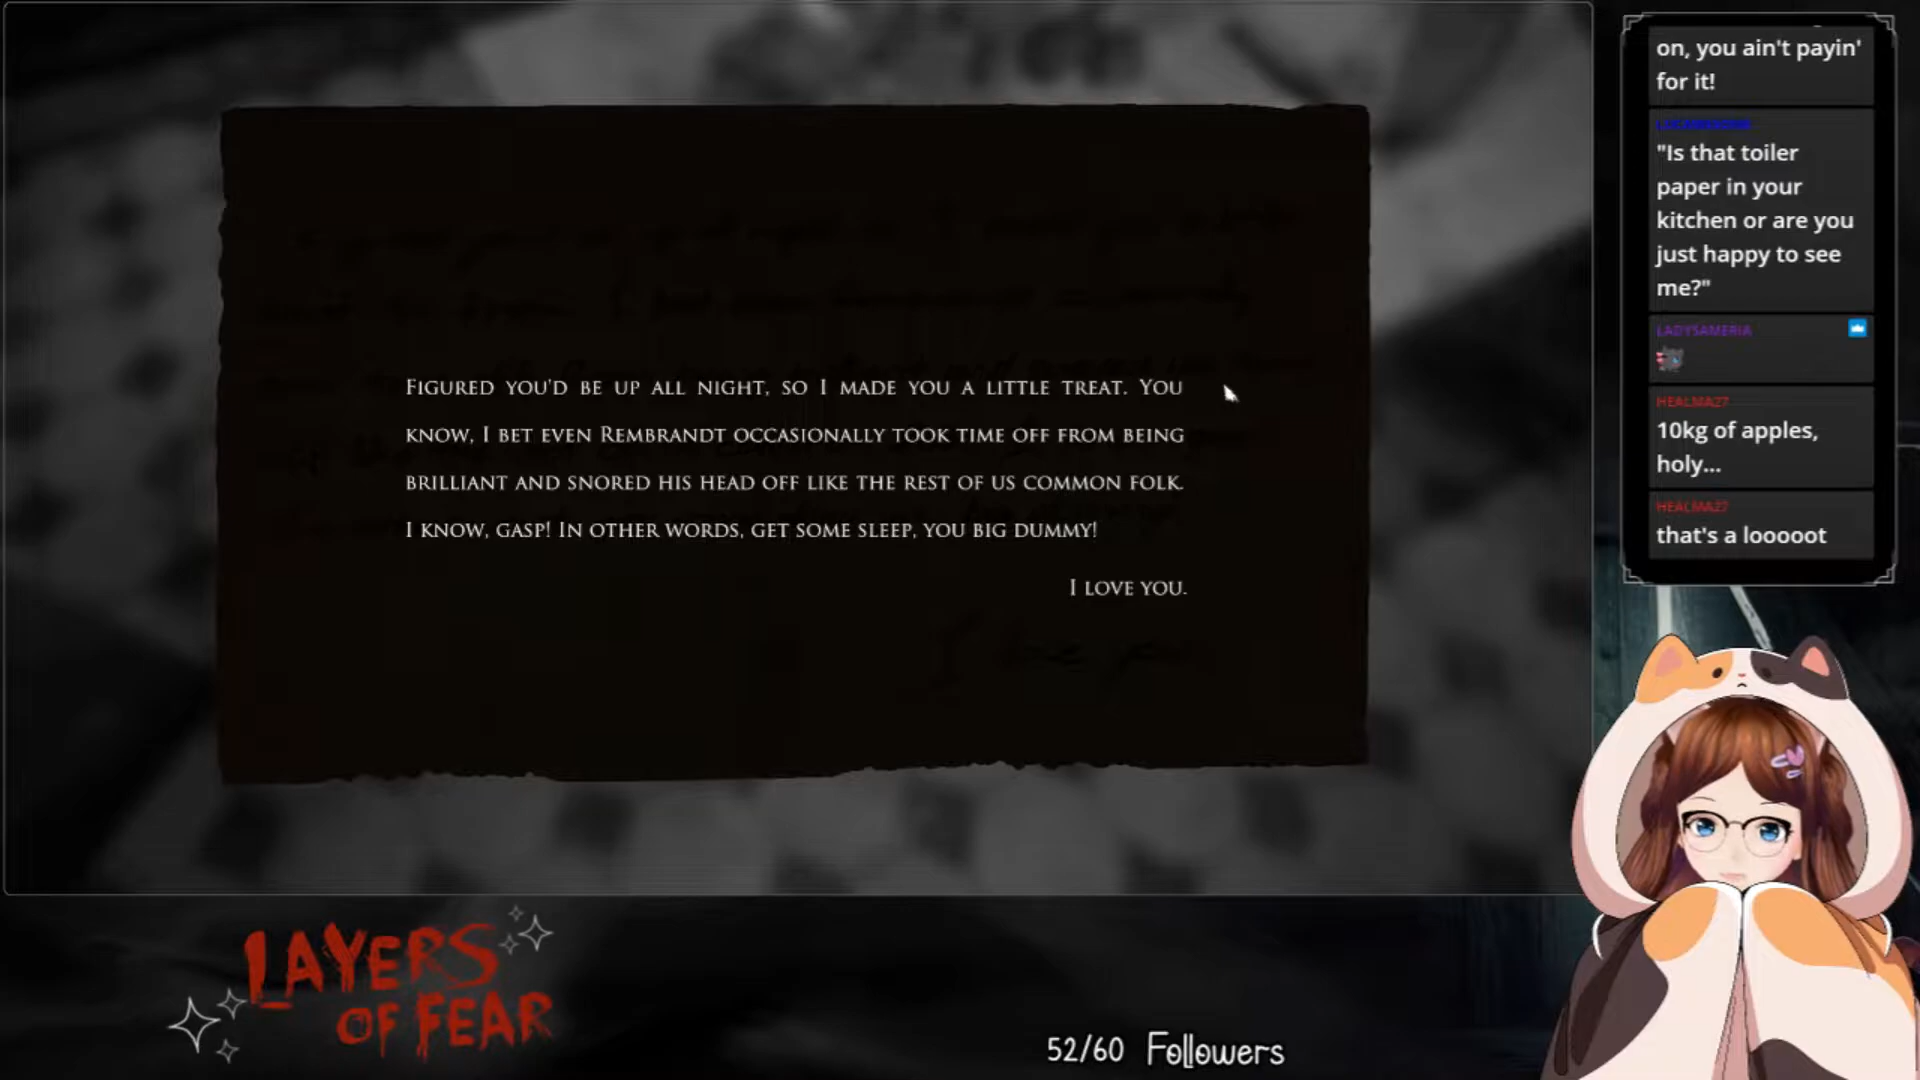 FIGURED YOU'D BE UP ALL NIGHT, SO I MADE YOU A LITTLE TREAT. YOU
KNOW, I BET EVEN REMBRANDT OCCASIONALLY TOOK TIME OFF FROM BEING
BRILLIANT AND SNORED HIS HEAD OFF LIKE THE REST OF US COMMON FOLK.
I KNOW, GASP! IN OTHER WORDS, GET SOME SLEEP, YOU BIG DUMMY!
I LOVE YOU.
on, you ain't payin'
for it!
"Is that toiler
paper in your
kitchen or are you
just happy to see
me?"
LADYSAMERIA
HEALMA27
10kg of apples,
holy...
HEALMA27
that's a looooot
LAYERS
OF FEAR
52/60 Followers